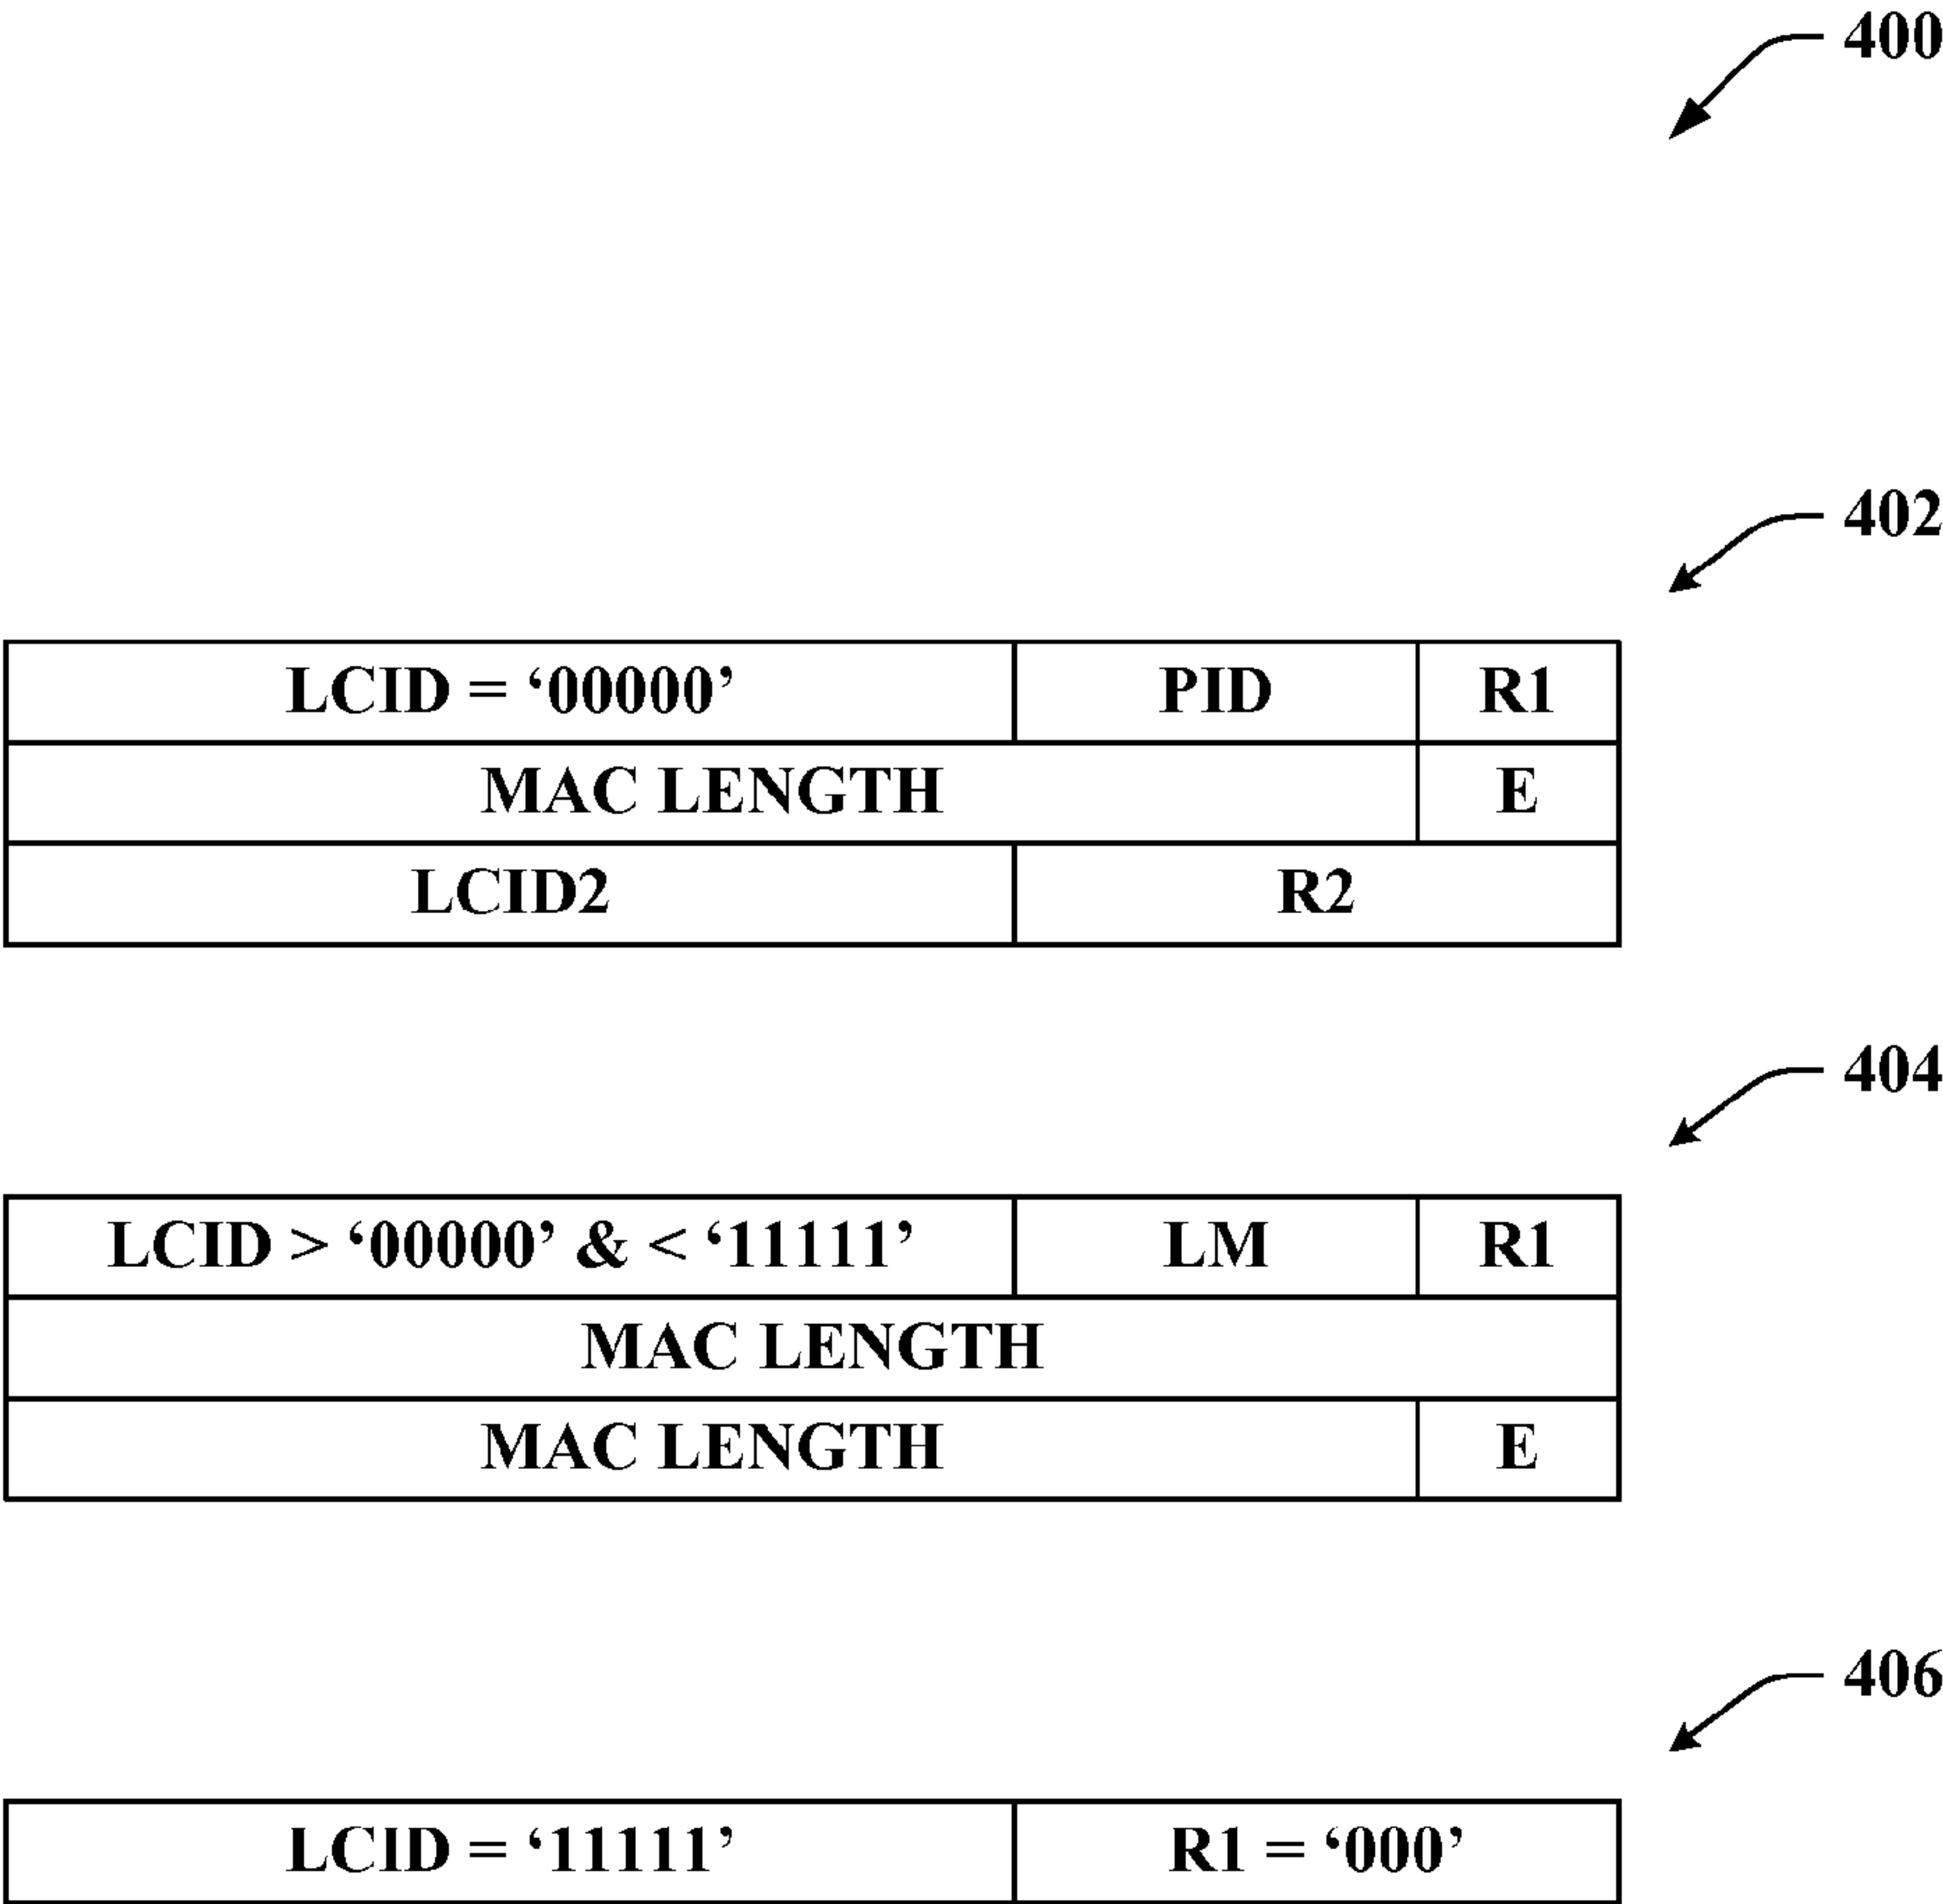 400
402
LCID = ‘00000’ PID R1
MAC LENGTH E
LCID2 R2
404
LCID > ‘00000’ & < ‘11111’ LM R1
MAC LENGTH
MAC LENGTH E
406
LCID = ‘11111’ R1 = ‘000’